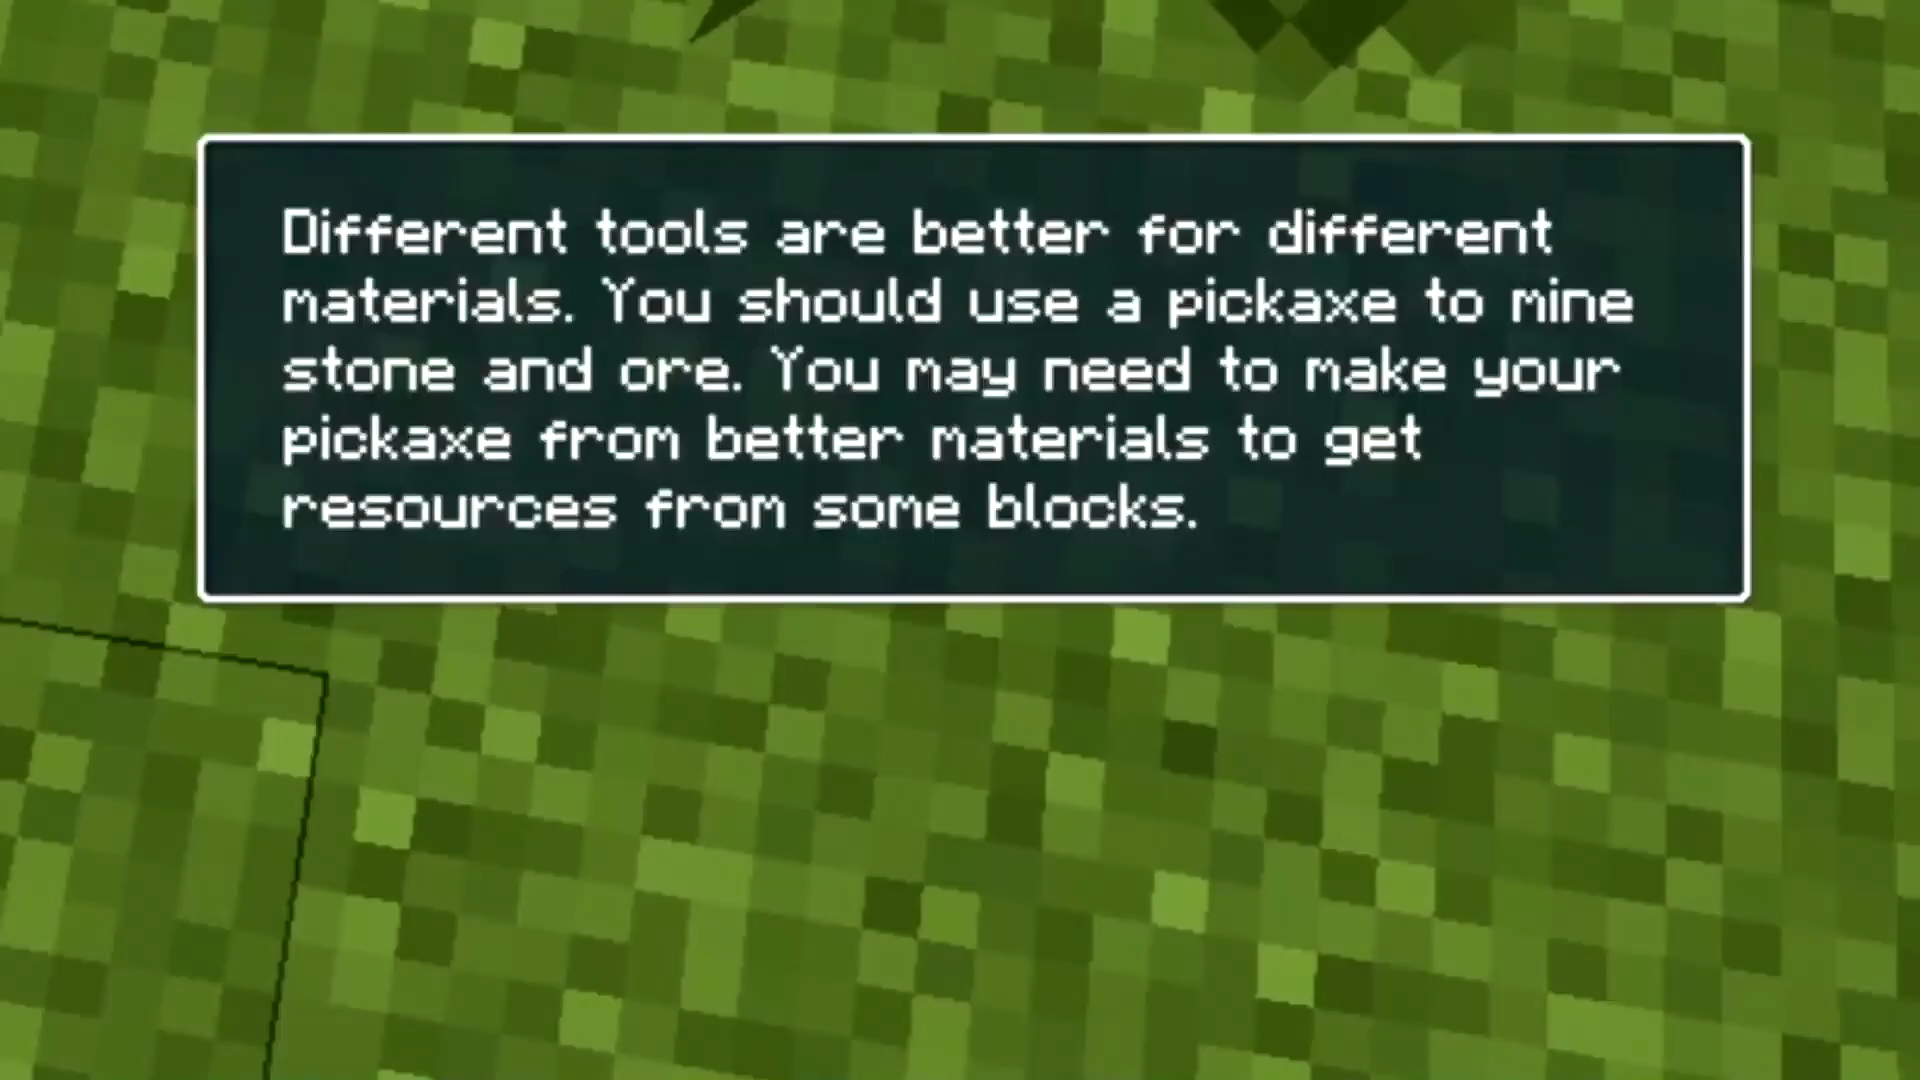 Different tools are better for different
materials. You should use a pickaxe to mine
stone and ore. You may need to make your
pickaxe from better materials to get
resources from some blocks.